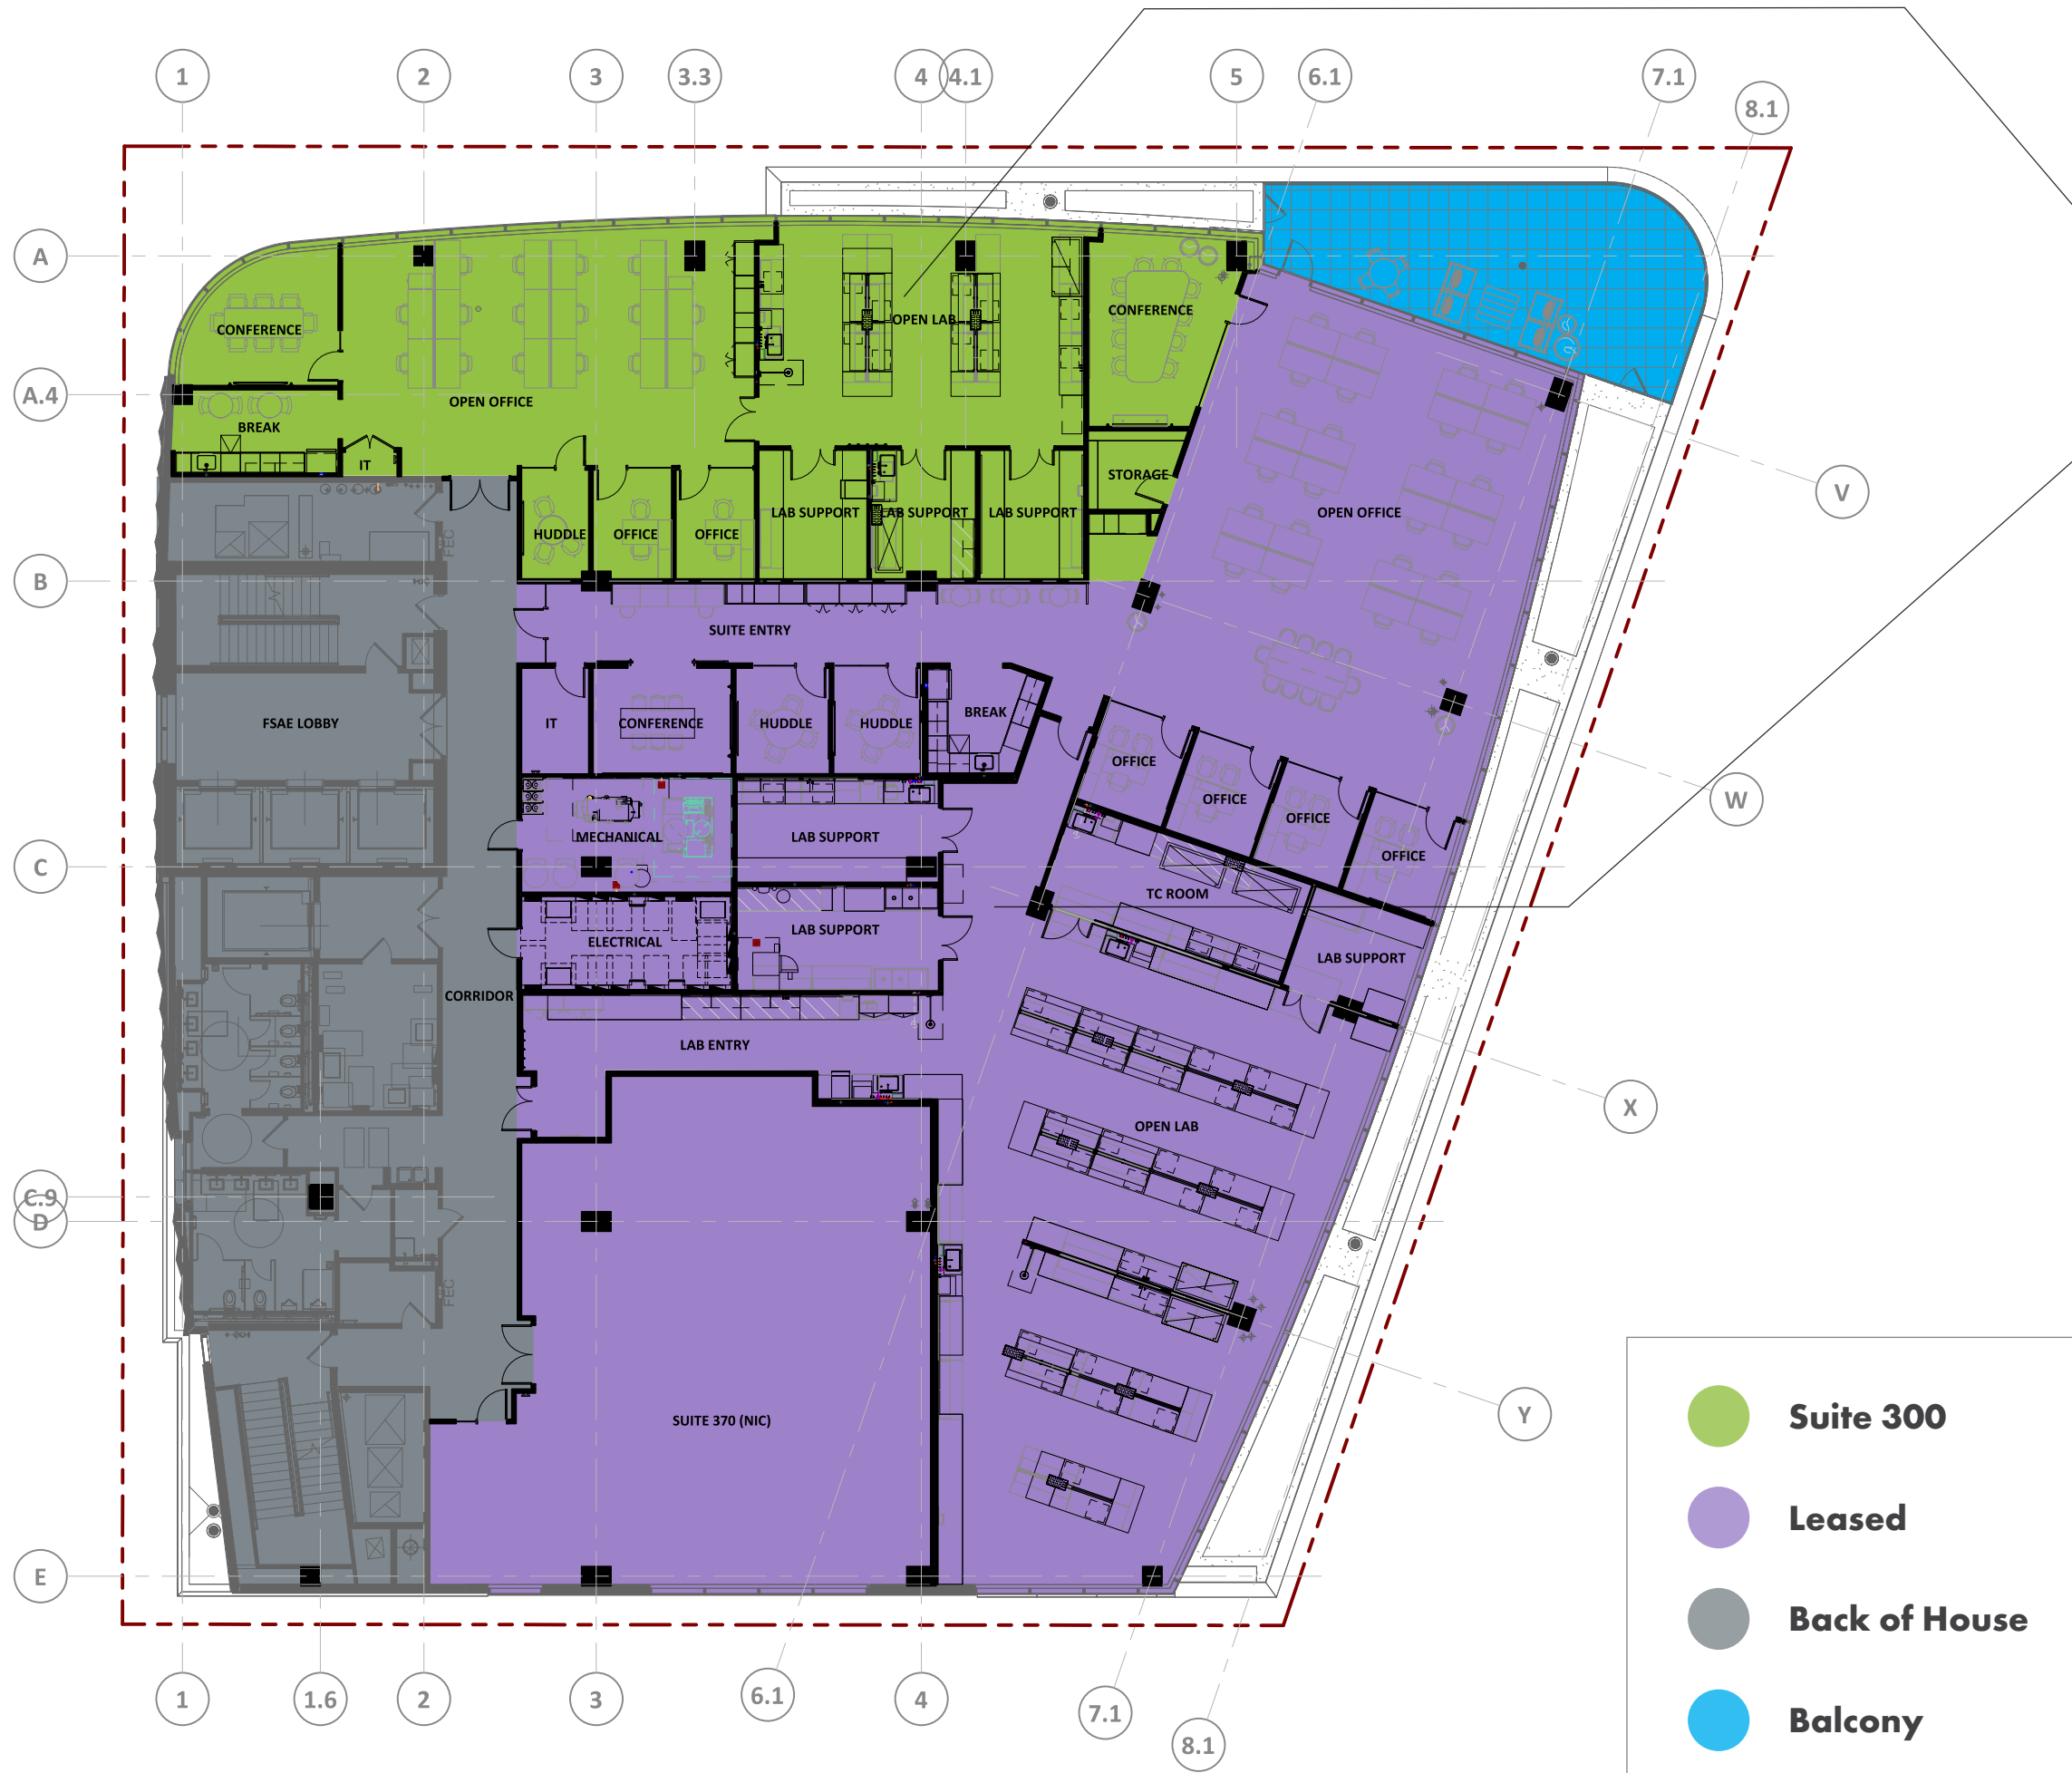 1 2 3 3.3 4 4.1 5 6.1 7.1 8.1
A
CONFERENCE
OPEN LAB
CONFERENCE
A.4
OPEN OFFICE
BREAK
IT
STORAGE
V
LAB SUPPORT
LAB SUPPORT
LAB SUPPORT
OPEN OFFICE
HUDDLE
OFFICE
OFFICE
FEC
B
SUITE ENTRY
FSAE LOBBY
IT
CONFERENCE
HUDDLE
HUDDLE
BREAK
OFFICE
OFFICE
OFFICE
OFFICE
W
MECHANICAL
LAB SUPPORT
C
TC ROOM
ELECTRICAL
LAB SUPPORT
LAB SUPPORT
CORRIDOR
LAB ENTRY
X
OPEN LAB
C.9
D
FEC
SUITE 370 (NIC)
Y
E
1 1.6 2 3 6.1 4 7.1 8.1
Suite 300
Leased
Back of House
Balcony